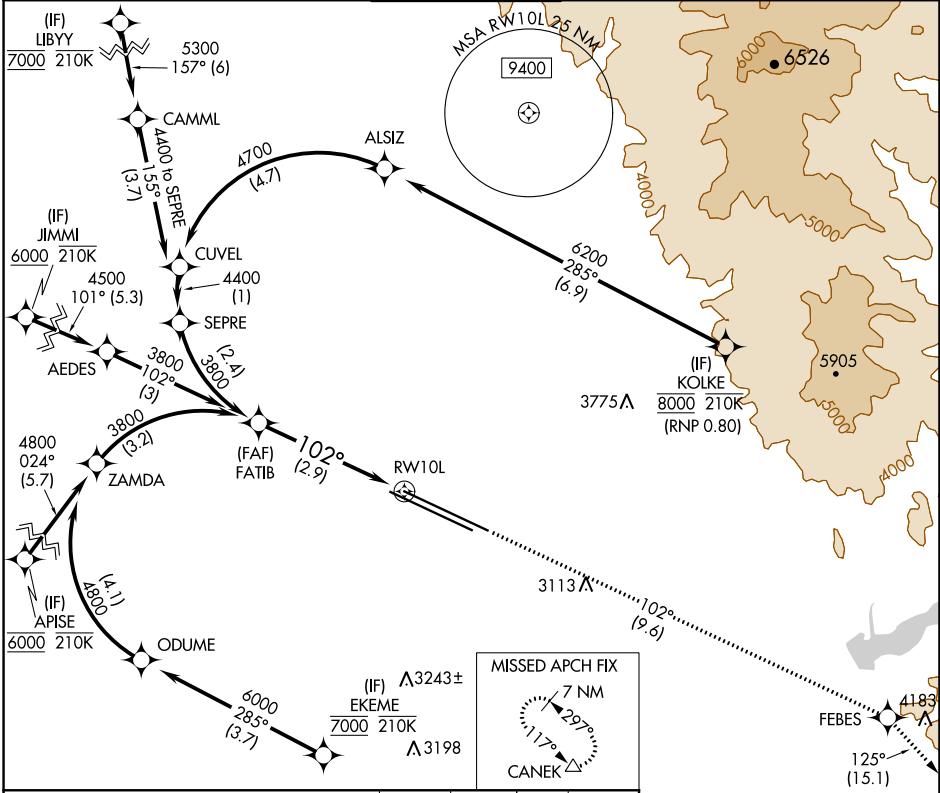 (IF)
LIBYY
7000 210K
5300
157° (6)
CAMML
4400 to SEPRE
155°
(3.7)
ALSIZ
4700
(4.7)
MSA RW10L 25 NM
9400
6000
6526
4000
5000
(IF)
JIMMI
6000 210K
4500
101° (5.3)
CUVEL
4400
(1)
SEPRE
6200
285°
(6.9)
AEDES
3800
102°
(3)
(2.4)
3800
(IF)
KOLKE
8000 210K
(RNP 0.80)
3775
5905
5000
4000
4800
024°
(5.7)
3800
(3.2)
ZAMDA
(FAF)
FATIB
102°
(2.9)
RW10L
(IF)
APISE
6000 210K
(4.1)
4800
3113
102°
(9.6)
ODUME
6000
285°
(3.7)
(IF)
EKEME
7000 210K
3243±
3198
MISSED APCH FIX
7 NM
297°
117°
CANEK
FEBES
4183
125°
(15.1)